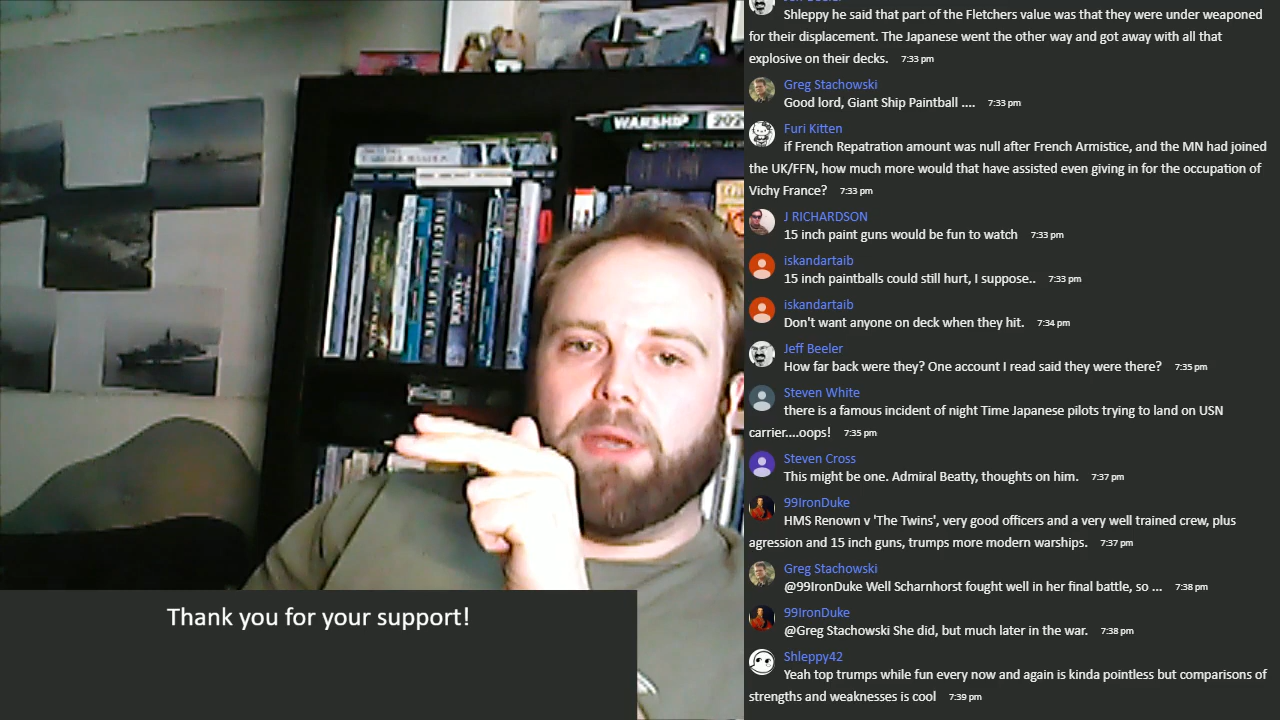 Shleppy he said that part of the Fletchers value was that they were under weaponed
for their displacement. The Japanese went the other way and got away with all that
explosive on their decks. 7:33 pm
Greg Stachowski
Good lord, Giant Ship Paintball .... 7:33 pm
Furi Kitten
if French Repatration amount was null after French Armistice, and the MN had joined
the UK/FFN, how much more would that have assisted even giving in for the occupation of
Vichy France? 7:33 pm
J RICHARDSON
15 inch paint guns would be fun to watch 7:33 pm
iskandartaib
15 inch paintballs could still hurt, I suppose.. 7:33 pm
iskandartaib
Don't want anyone on deck when they hit. 7:34 pm
Jeff Beeler
How far back were they? One account I read said they were there? 7:35 pm
Steven White
there is a famous incident of night Time Japanese pilots trying to land on USN
carrier....oops! 7:35 pm
Steven Cross
This might be one. Admiral Beatty, thoughts on him. 7:37 pm
99IronDuke
HMS Renown v 'The Twins', very good officers and a very well trained crew, plus
agression and 15 inch guns, trumps more modern warships. 7:37 pm
Greg Stachowski
@99IronDuke Well Scharnhorst fought well in her final battle, so ... 7:38 pm
99IronDuke
@Greg Stachowski She did, but much later in the war. 7:38 pm
Shleppy42
Yeah top trumps while fun every now and again is kinda pointless but comparisons of
strengths and weaknesses is cool 7:39 pm
WARSHIP
Thank you for your support!